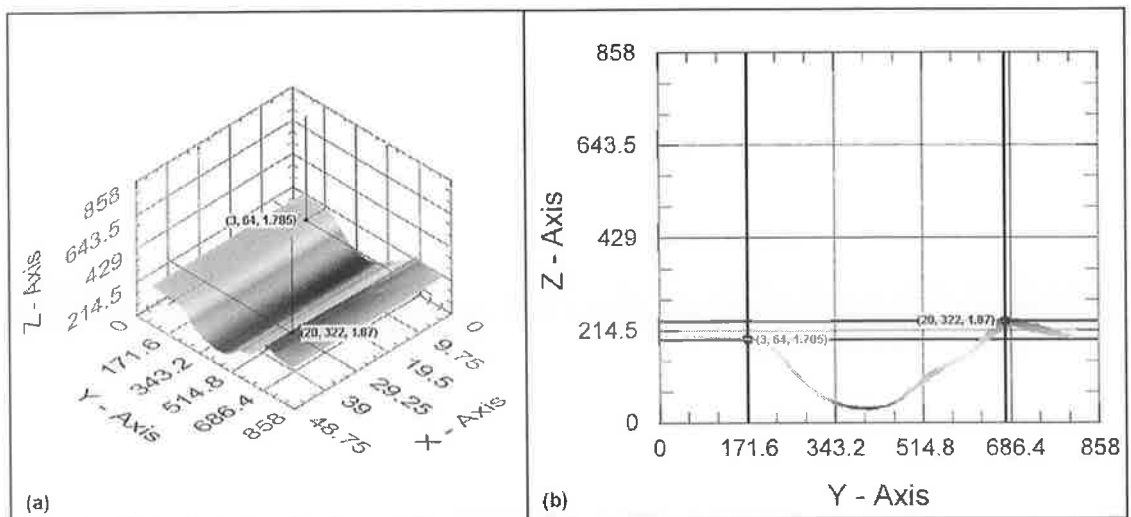 858
643.5
429
214.5
Z - Axis
0
171.6
343.2
514.8
686.4
858
Y - Axis
0
9.75
19.5
29.25
39
48.75
X - Axis
(3, 64, 1.785)
(20, 322, 1.87)
(a)
858
643.5
429
214.5
0
Z - Axis
(20, 322, 1.87)
(3, 64, 1.785)
0 171.6 343.2 514.8 686.4 858
Y - Axis
(b)